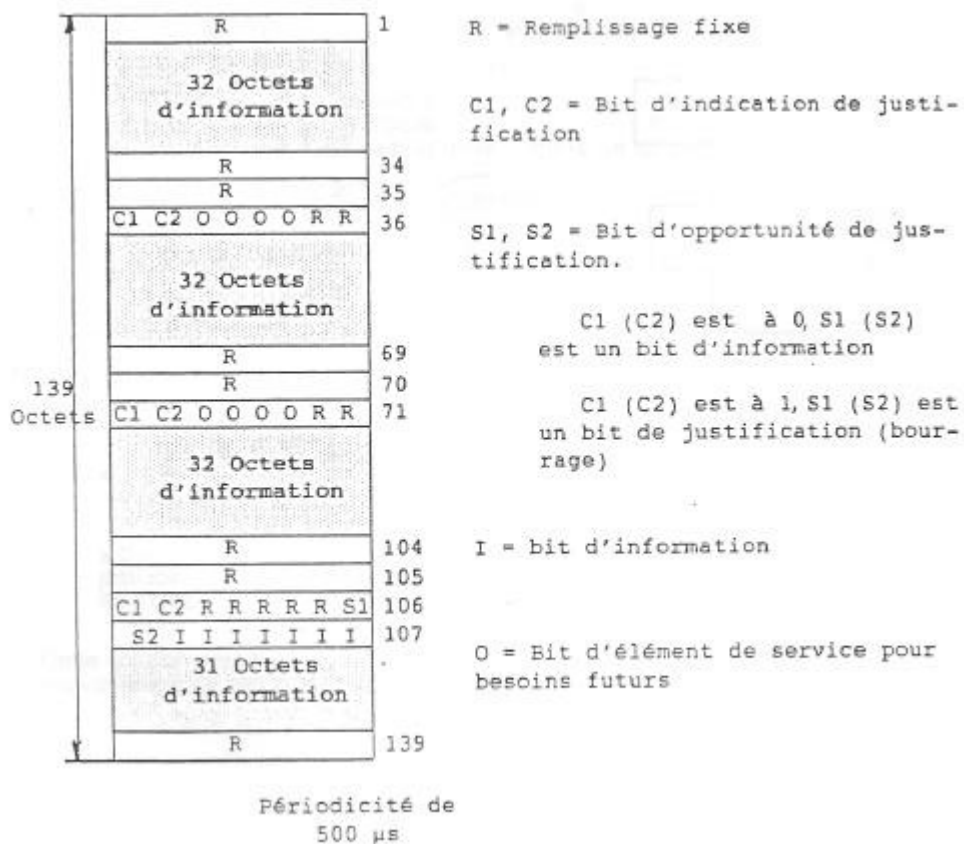 R 1
R = Remplissage fixe
32 Octets
d'information
C1, C2 = Bit d'indication de justi-
fication
R 34
R 35
C1 C2 O O O O R R 36
S1, S2 = Bit d'opportunité de jus-
tification.
32 Octets
d'information
C1 (C2) est à 0, S1 (S2)
est un bit d'information
R 69
R 70
139
Octets
C1 C2 O O O O R R 71
C1 (C2) est à 1, S1 (S2) est
un bit de justification (bour-
rage)
32 Octets
d'information
R 104
I = bit d'information
R 105
C1 C2 R R R R R S1 106
S2 I I I I I I I 107
31 Octets
d'information
O = Bit d'élément de service pour
besoins futurs
R 139
Périodicité de
500 µs